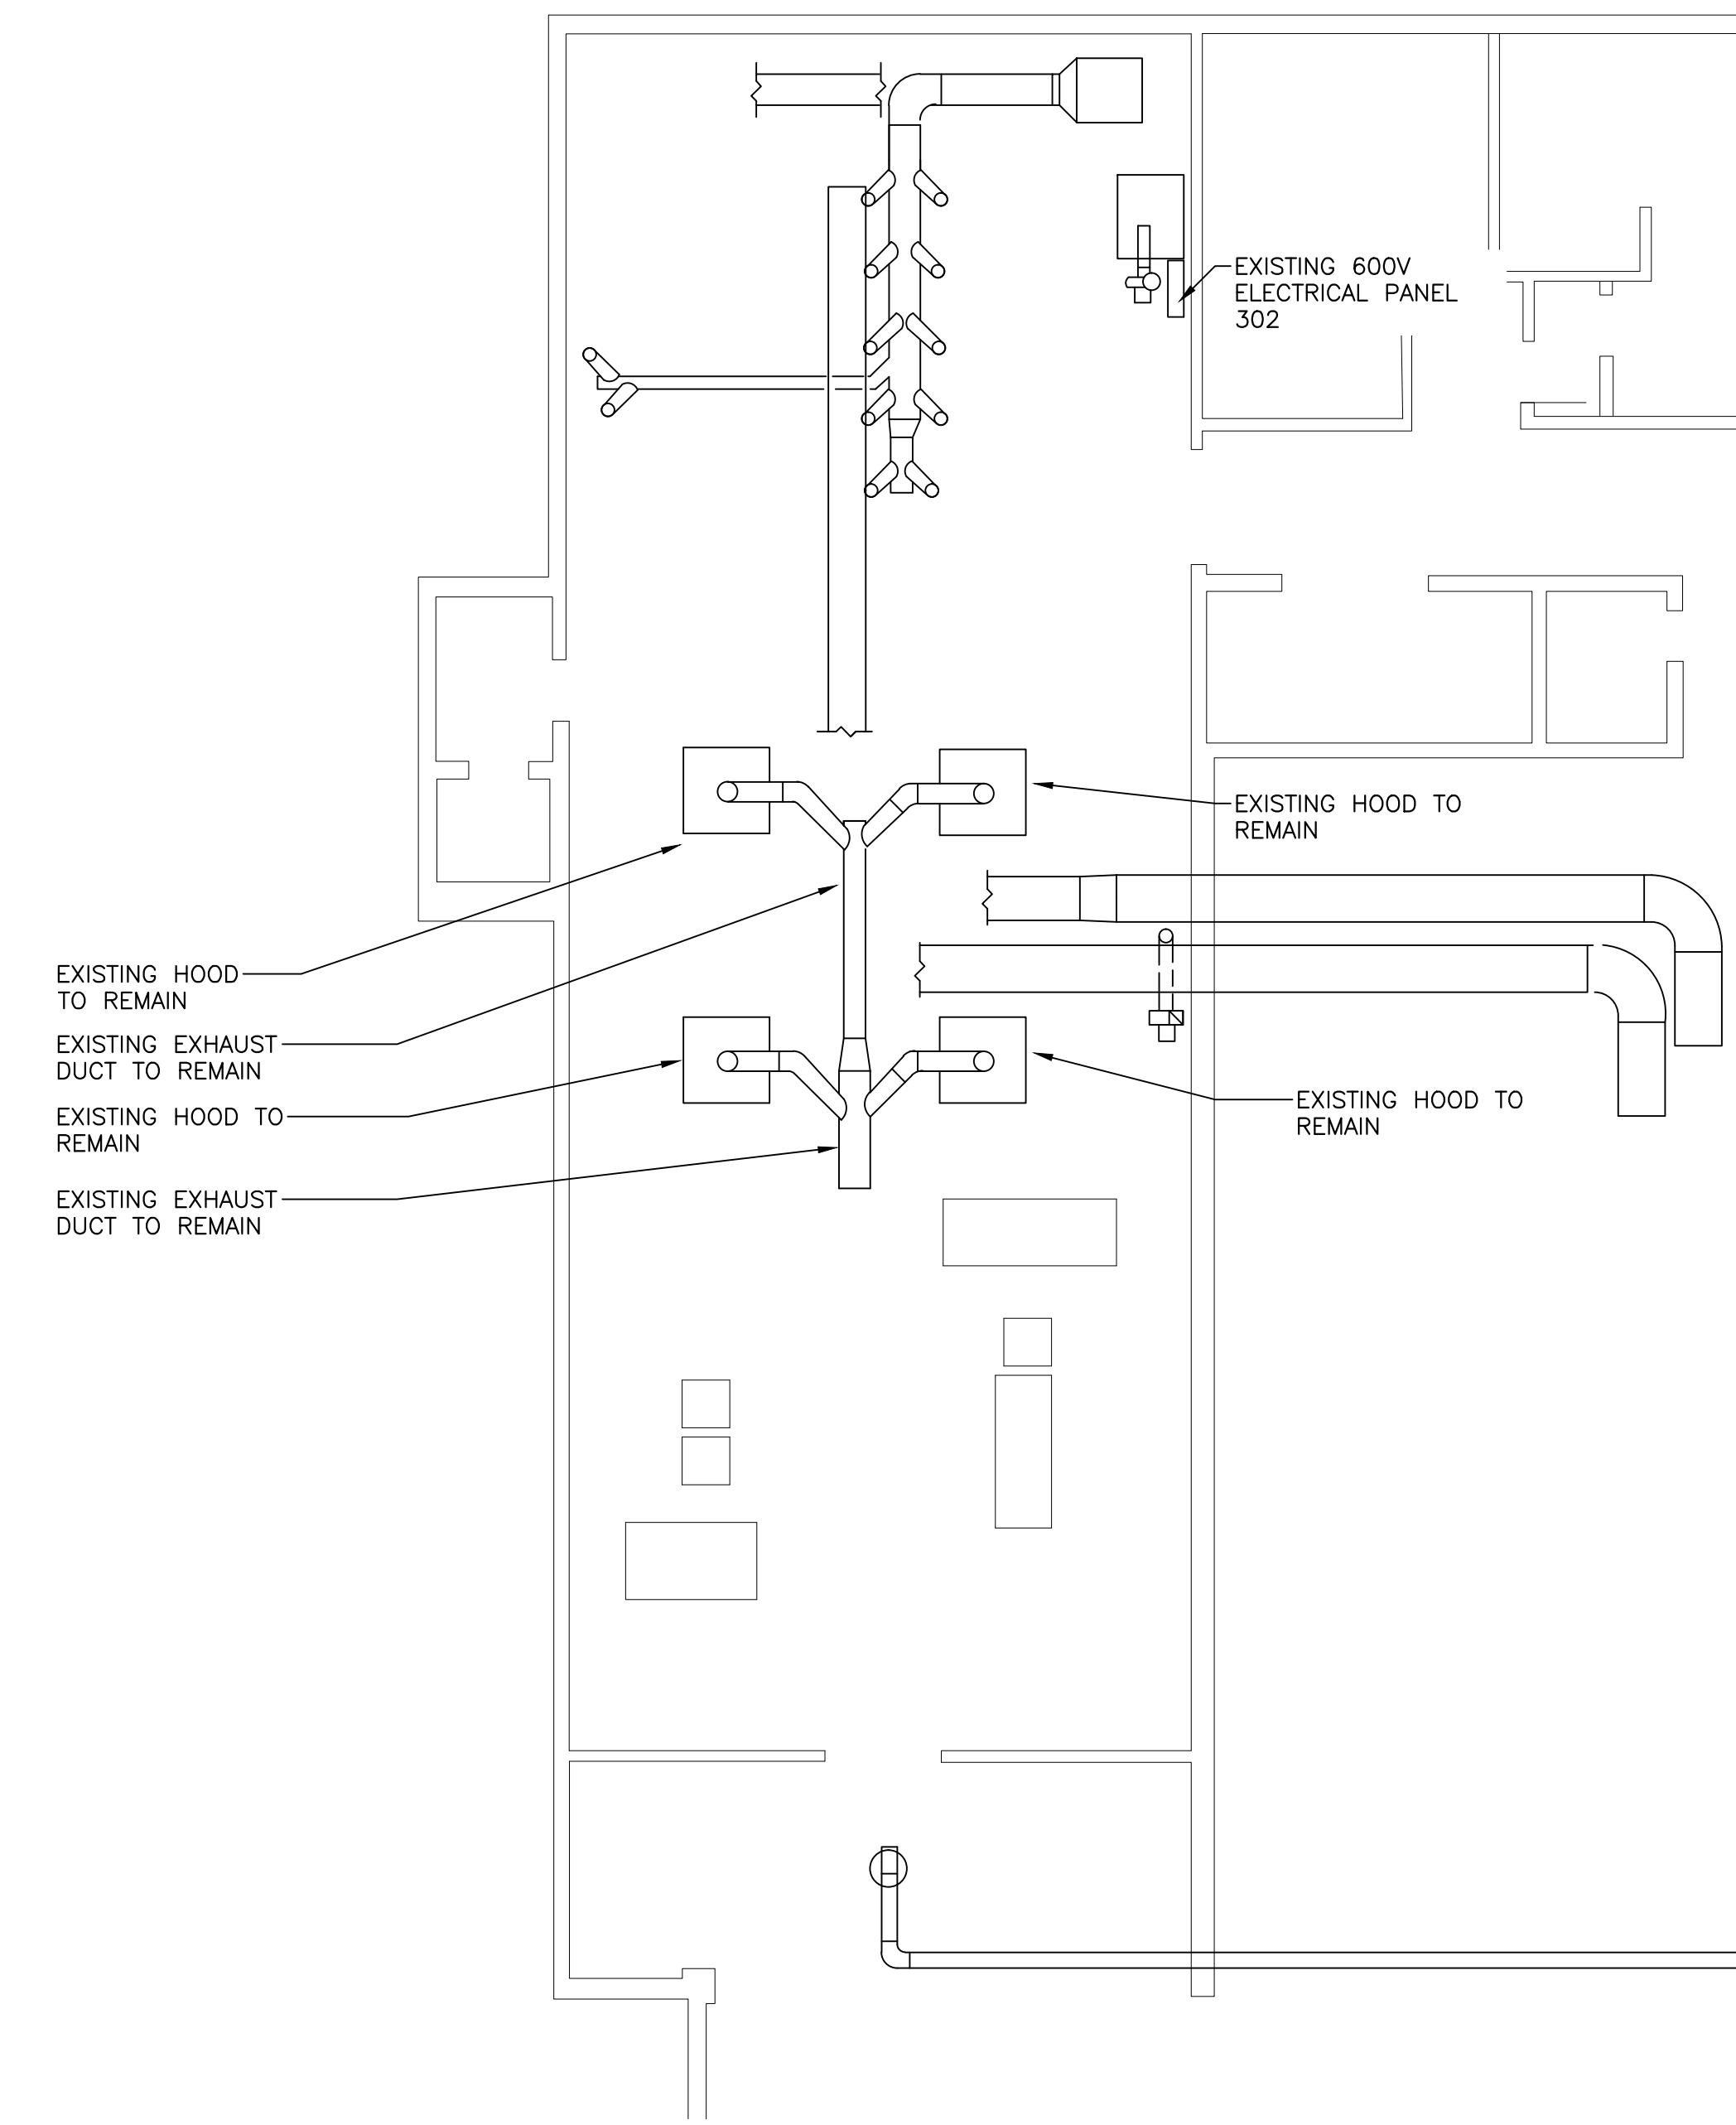 EXISTING 600V
ELECTRICAL PANEL
302
EXISTING HOOD TO
REMAIN
EXISTING HOOD
TO REMAIN
EXISTING EXHAUST
DUCT TO REMAIN
EXISTING HOOD TO
REMAIN
EXISTING HOOD TO
REMAIN
EXISTING EXHAUST
DUCT TO REMAIN